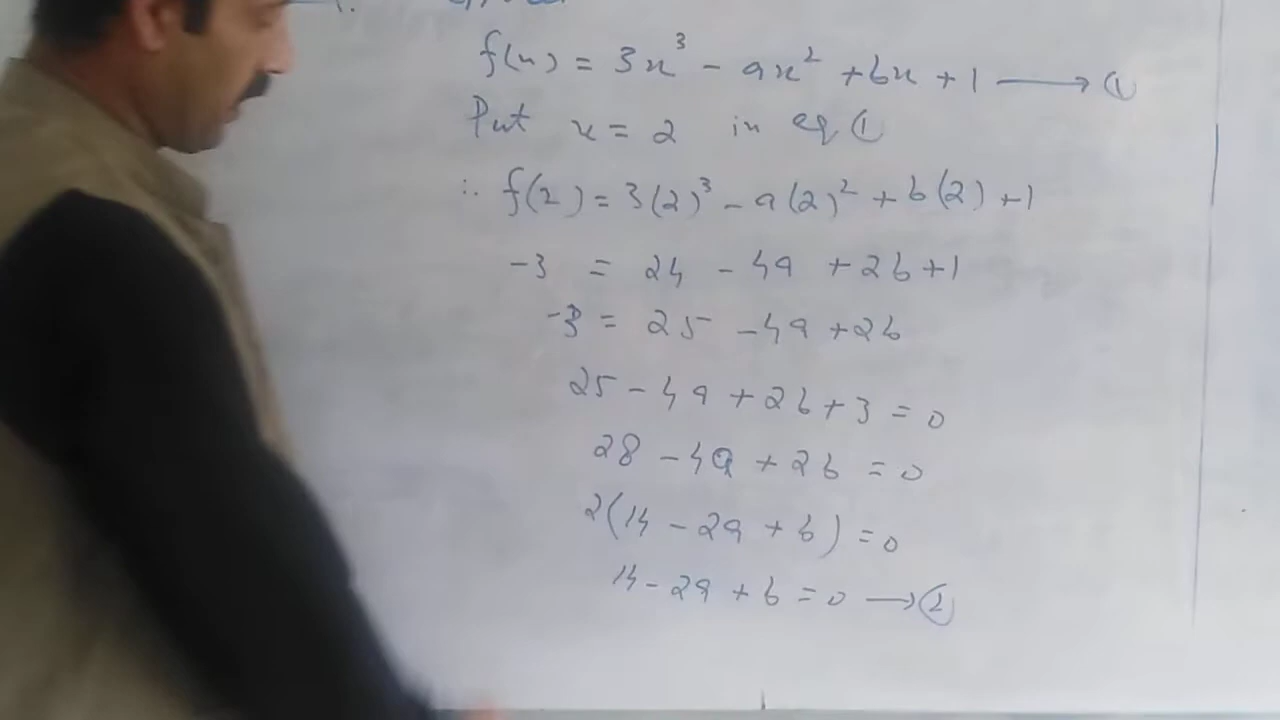 f(x) = 3x³ - ax² + bx + 1 ⟶ ①
Put x = 2 in eq ①
∴ f(2) = 3(2)³ - a(2)² + b(2) + 1
-3 = 24 - 4a + 2b + 1
-3 = 25 - 4a + 2b
25 - 4a + 2b + 3 = 0
28 - 4a + 2b = 0
2(14 - 2a + b) = 0
14 - 2a + b = 0 ⟶ ②